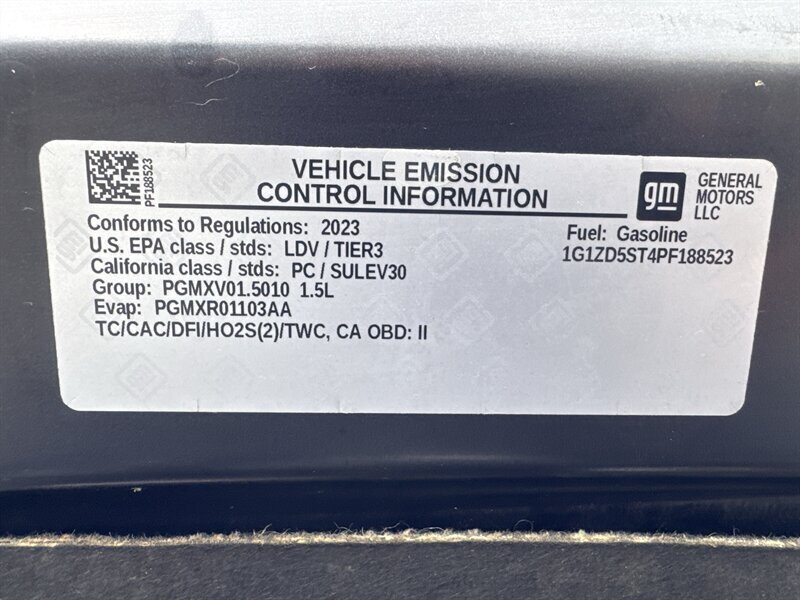 PF188523
VEHICLE EMISSION
CONTROL INFORMATION
gm
GENERAL
MOTORS
LLC
Conforms to Regulations: 2023
U.S. EPA class / stds: LDV / TIER3
California class / stds: PC / SULEV30
Group: PGMXV01.5010 1.5L
Evap: PGMXR01103AA
TC/CAC/DFI/HO2S(2)/TWC, CA OBD: II
Fuel: Gasoline
1G1ZD5ST4PF188523